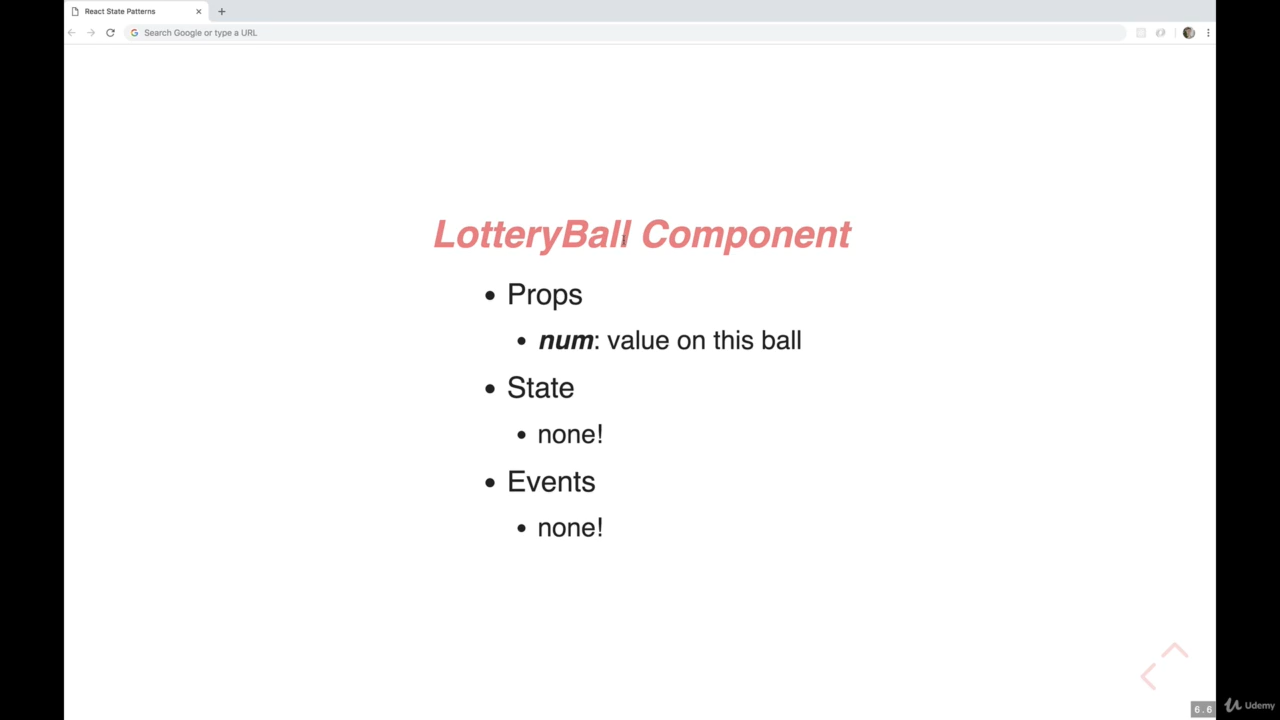 React State Patterns
Search Google or type a URL
LotteryBall Component
• Props
• num: value on this ball
• State
• none!
• Events
• none!
6.6
Udemy